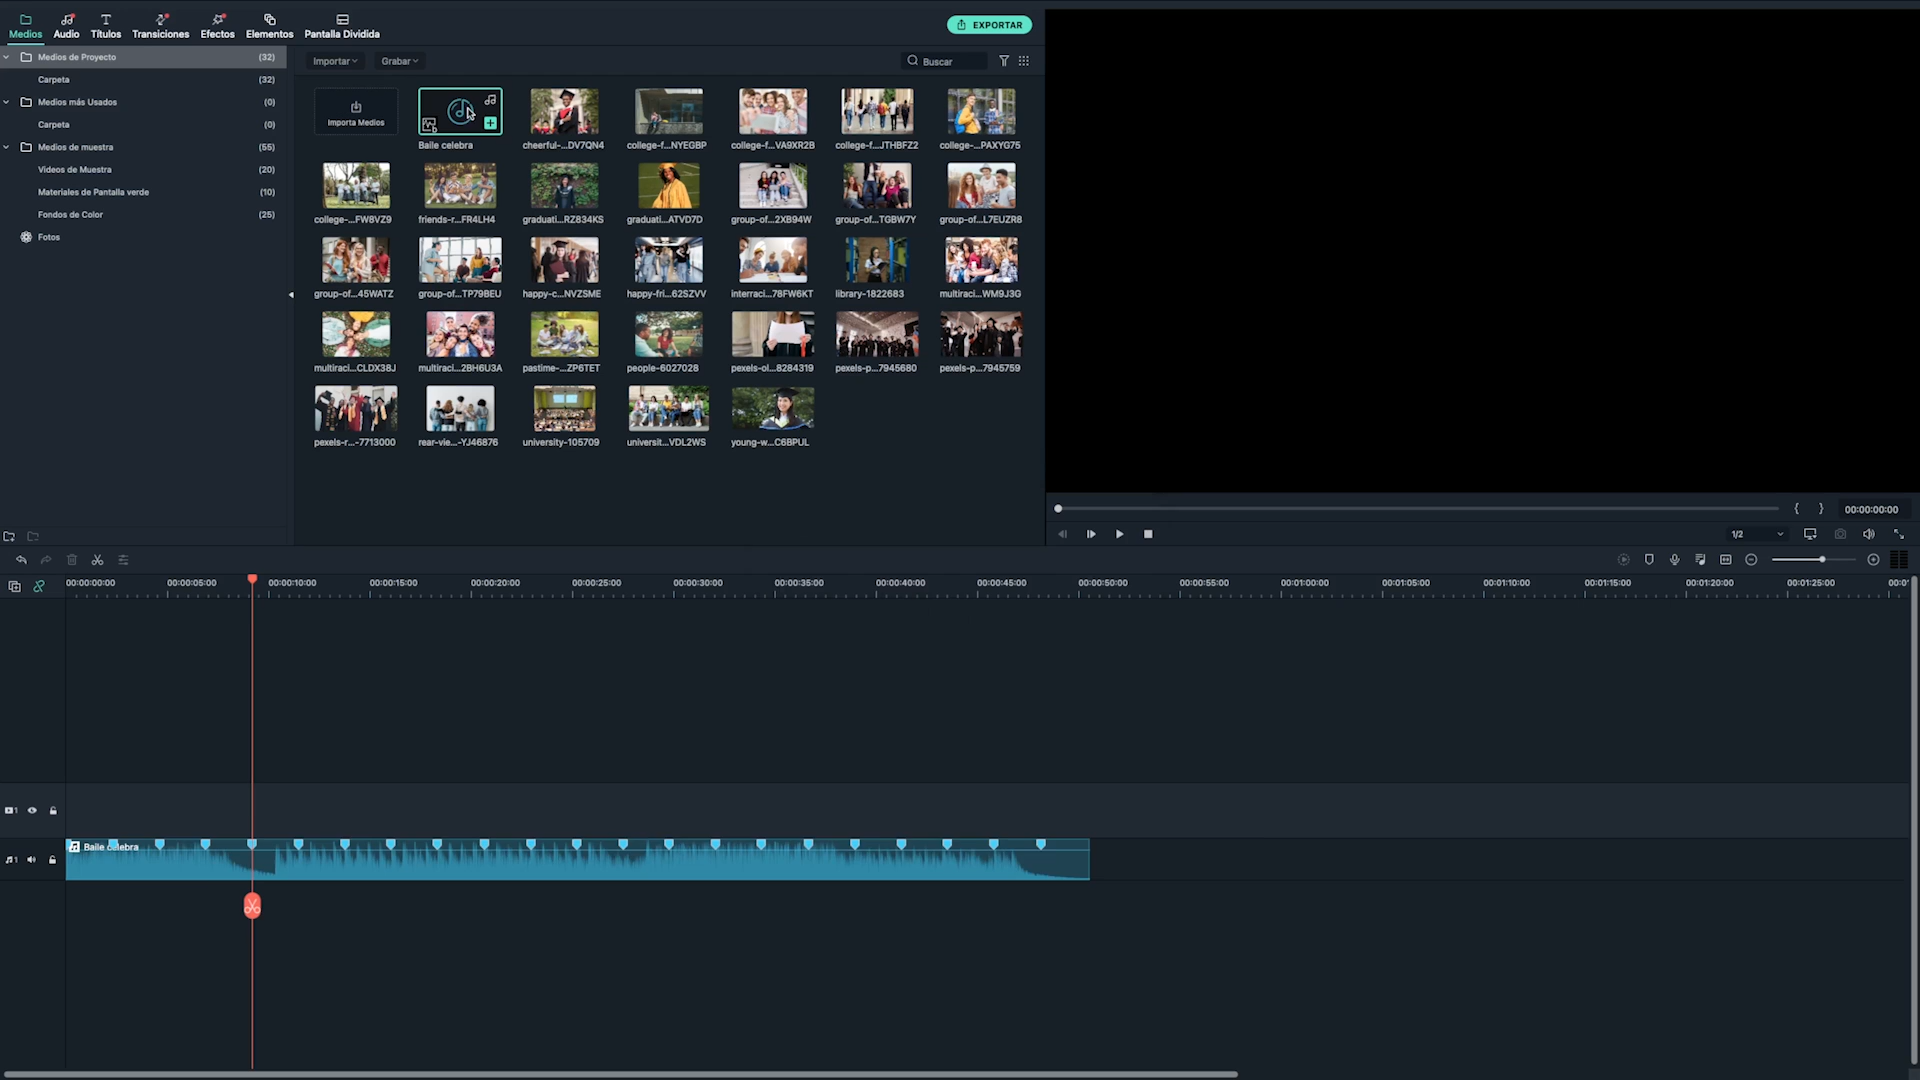 Medios Audio Títulos Transiciones Efectos Elementos Pantalla Dividida EXPORTAR
Medios de Proyecto (32)
Carpeta (32)
Medios más Usados (0)
Carpeta (0)
Medios de muestra (55)
Videos de Muestra (20)
Materiales de Pantalla verde (10)
Fondos de Color (25)
Fotos
Importar Grabar Buscar
Importa Medios
Baile celebra cheerful-...DV7QN4 college-f...NYEGBP college-f...VA9XR2B college-f...JTHBFZ2 college-...PAXYG75
college-...FW8VZ9 friends-r...FR4LH4 graduati...RZ834KS graduati...ATVD7D group-of...2XB94W group-of...TGBW7Y group-of...L7EUZR8
group-of...45WATZ group-of...TP79BEU happy-c...NVZSME happy-fri...62SZVV interraci...78FW6KT library-1822683 multiraci...WM9J3G
multiraci...CLDX38J multiraci...2BH6U3A pastime-...ZP6TET people-6027028 pexels-ol...8284319 pexels-p...7945680 pexels-p...7945759
pexels-r...-7713000 rear-vie...-YJ46876 university-105709 universit...VDL2WS young-w...C6BPUL
{ } 00:00:00:00
1/2
00:00:00:00 00:00:05:00 00:00:10:00 00:00:15:00 00:00:20:00 00:00:25:00 00:00:30:00 00:00:35:00 00:00:40:00 00:00:45:00 00:00:50:00 00:00:55:00 00:01:00:00 00:01:05:00 00:01:10:00 00:01:15:00 00:01:20:00 00:01:25:00
1
1 Baile celebra